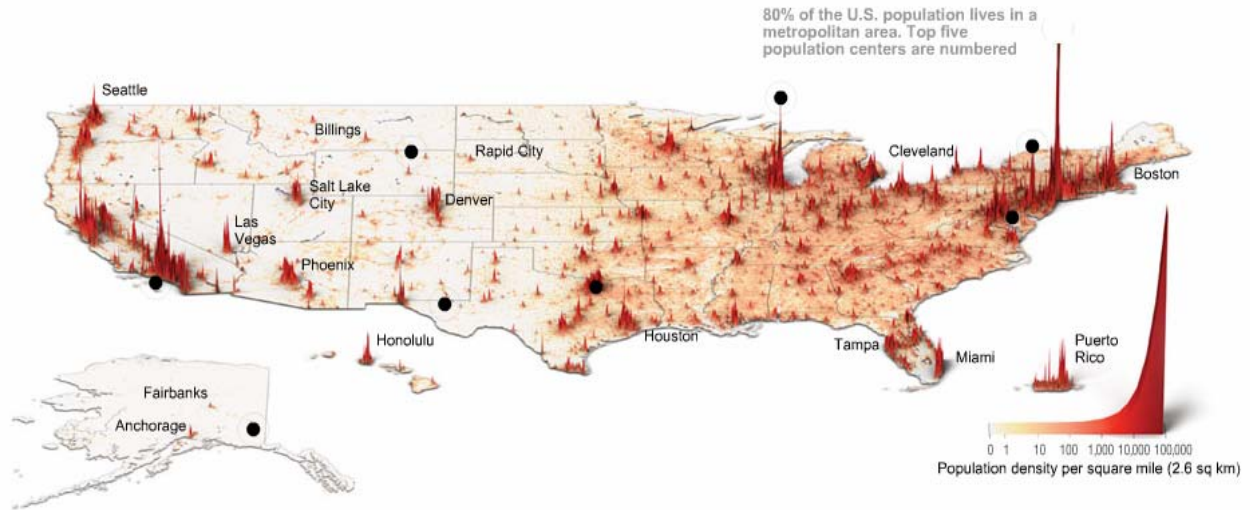 80% of the U.S. population lives in a
metropolitan area. Top five
population centers are numbered
Seattle
Billings
Rapid City
Cleveland
Boston
Salt Lake
City
Denver
Las
Vegas
Phoenix
Honolulu
Houston
Tampa
Miami
Puerto
Rico
Fairbanks
Anchorage
0 1 10 100 1,000 10,000 100,000
Population density per square mile (2.6 sq km)